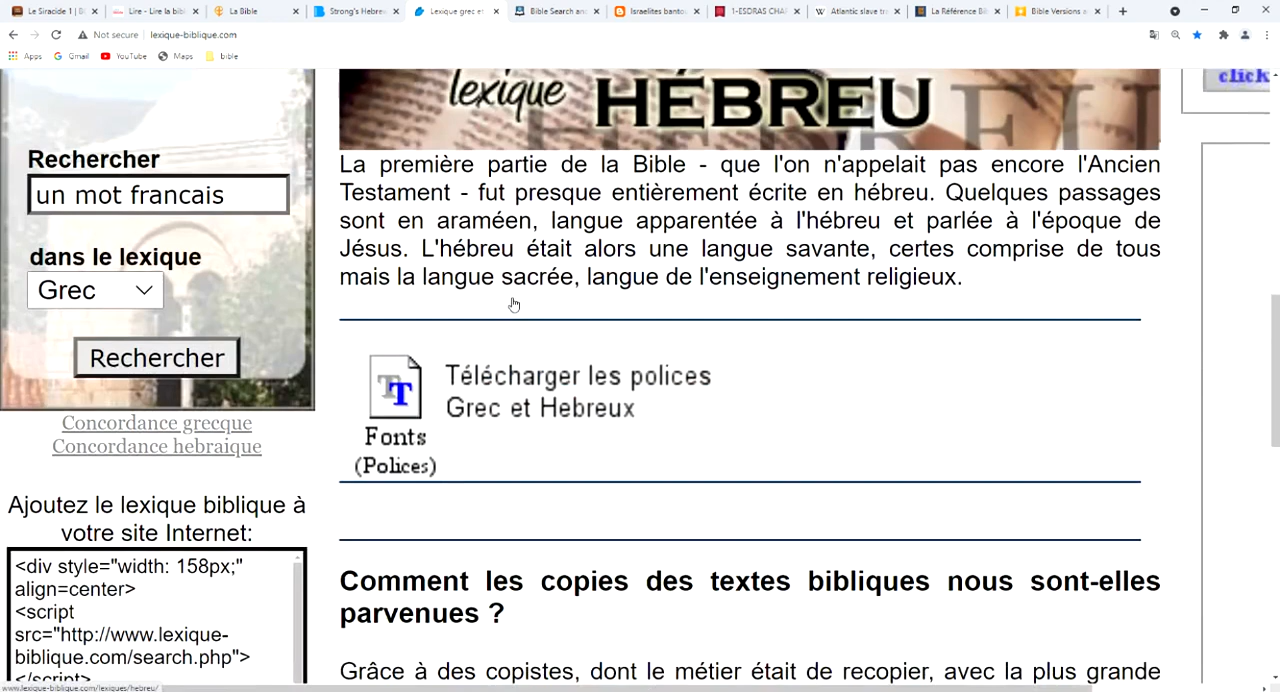 Le Siracide 1 | B
Lire - Lire la bibl
La Bible
Strong's Hebrew
Lexique grec et
Bible Search an
Israelites bantou
1-ESDRAS CHA
Atlantic slave tr
La Référence Bi
Bible Versions a
Not secure
lexique-biblique.com
Apps
Gmail
YouTube
Maps
bible
lexique HÉBREU
click
Rechercher
un mot francais
dans le lexique
Grec
Rechercher
Concordance grecque
Concordance hebraique
Ajoutez le lexique biblique à
votre site Internet:
<div style="width: 158px;"
align=center>
<script
src="http://www.lexique-
biblique.com/search.php">
</script>
La première partie de la Bible - que l'on n'appelait pas encore l'Ancien
Testament - fut presque entièrement écrite en hébreu. Quelques passages
sont en araméen, langue apparentée à l'hébreu et parlée à l'époque de
Jésus. L'hébreu était alors une langue savante, certes comprise de tous
mais la langue sacrée, langue de l'enseignement religieux.
Télécharger les polices
Grec et Hebreux
Fonts
(Polices)
Comment les copies des textes bibliques nous sont-elles
parvenues ?
Grâce à des copistes, dont le métier était de recopier, avec la plus grande
www.lexique-biblique.com/lexiques/hebreu/